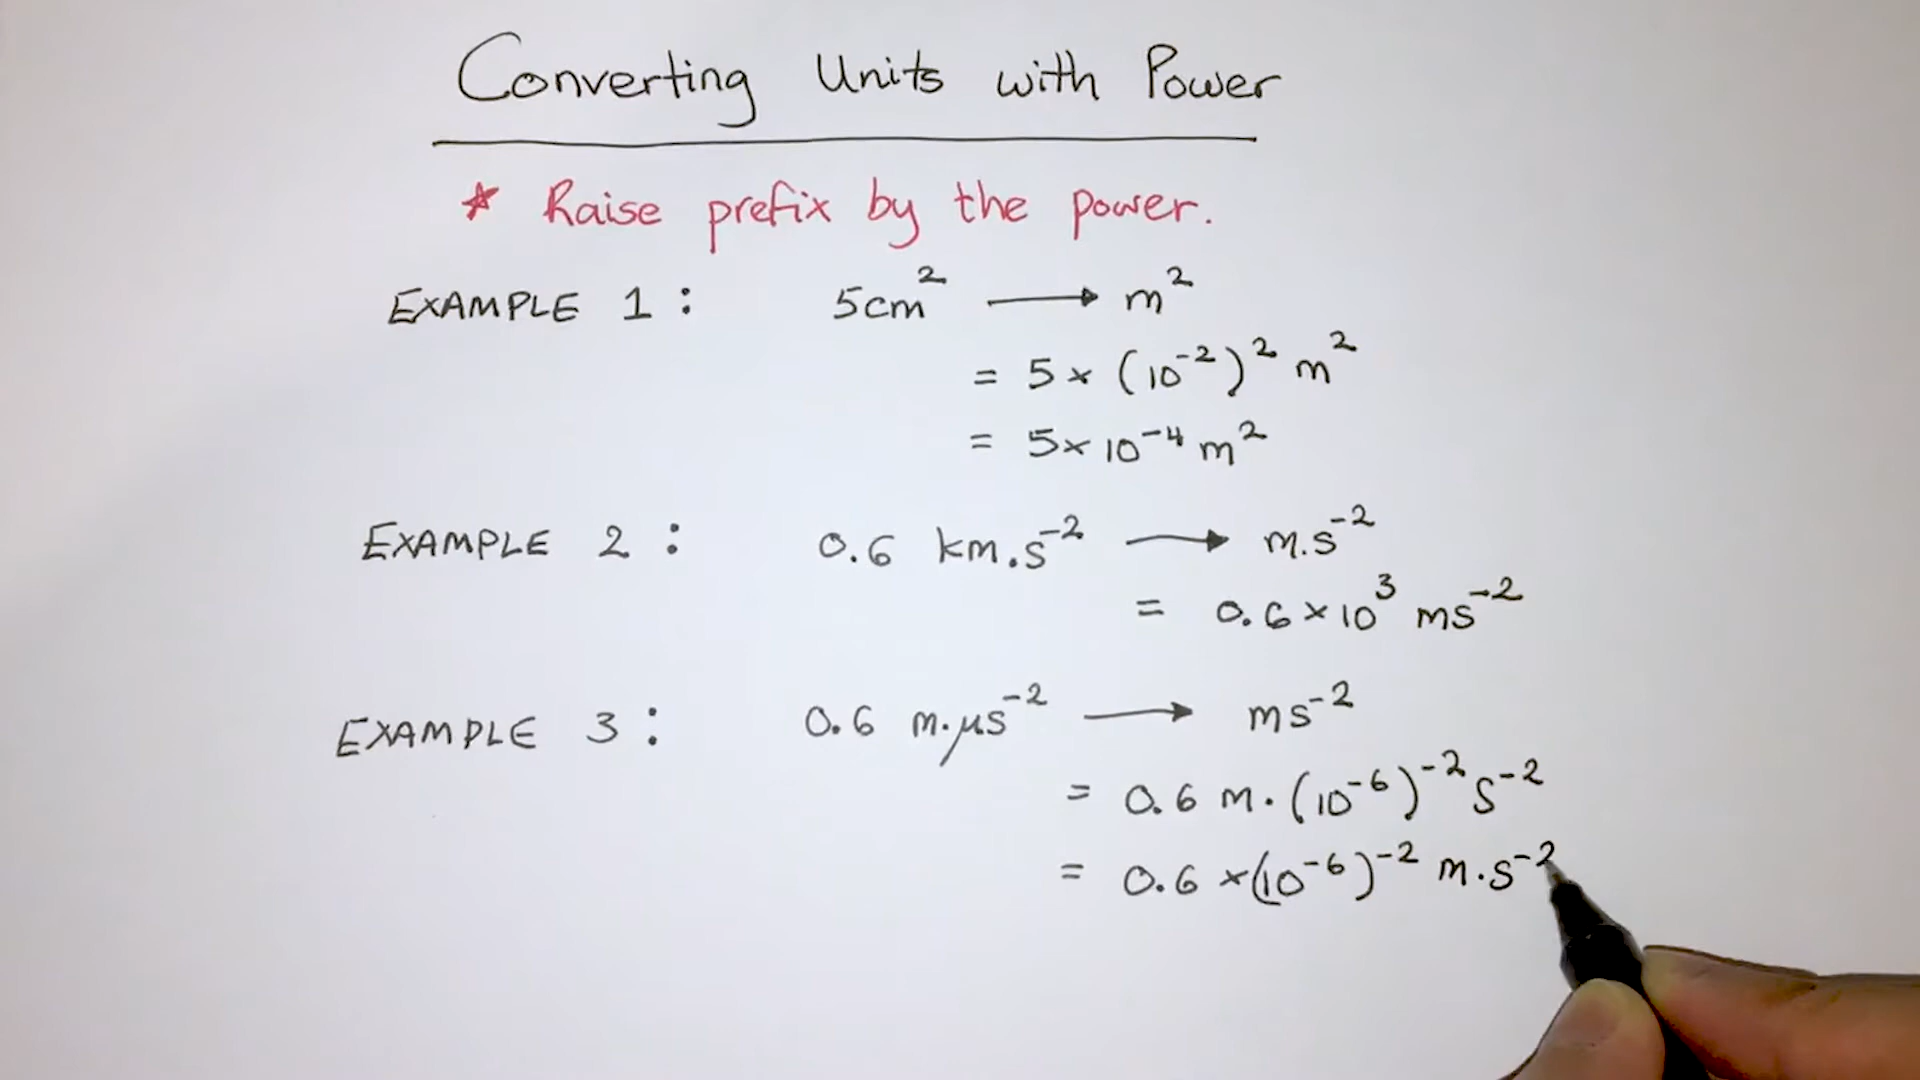 Converting Units with Power
* Raise prefix by the power.
EXAMPLE 1 : 5cm² → m²
= 5 × (10⁻²)² m²
= 5 × 10⁻⁴ m²
EXAMPLE 2 : 0.6 km.s⁻² → m.s⁻²
= 0.6 × 10³ ms⁻²
EXAMPLE 3 : 0.6 m.μs⁻² → ms⁻²
= 0.6 m.(10⁻⁶)⁻² s⁻²
= 0.6 × (10⁻⁶)⁻² m.s⁻²